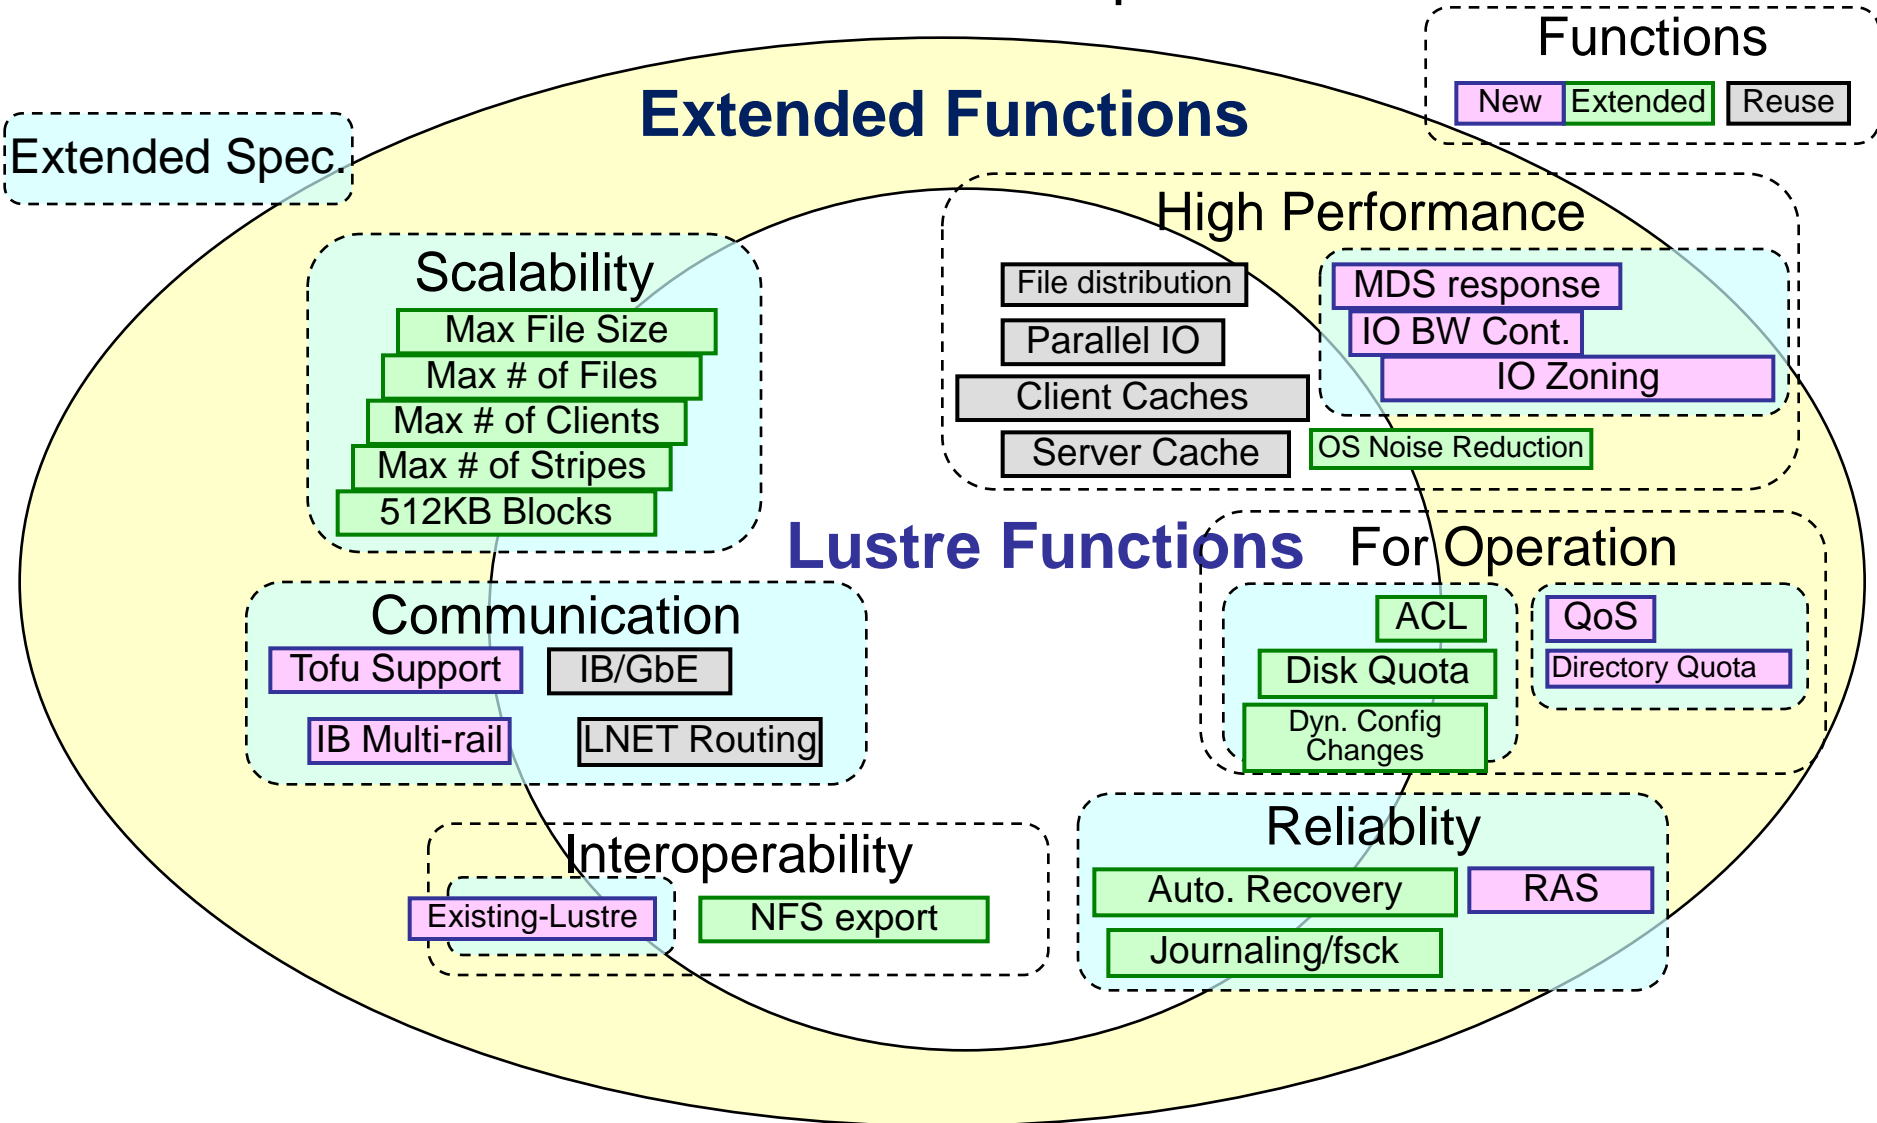 Functions
New
Extended
Reuse
Extended Functions
Extended Spec.
High Performance
File distribution
Parallel IO
Client Caches
Server Cache
MDS response
IO BW Cont.
IO Zoning
OS Noise Reduction
Scalability
Max File Size
Max # of Files
Max # of Clients
Max # of Stripes
512KB Blocks
Lustre Functions
For Operation
ACL
Disk Quota
Dyn. Config
Changes
QoS
Directory Quota
Communication
Tofu Support
IB/GbE
IB Multi-rail
LNET Routing
Interoperability
Existing-Lustre
NFS export
Reliablity
Auto. Recovery
RAS
Journaling/fsck